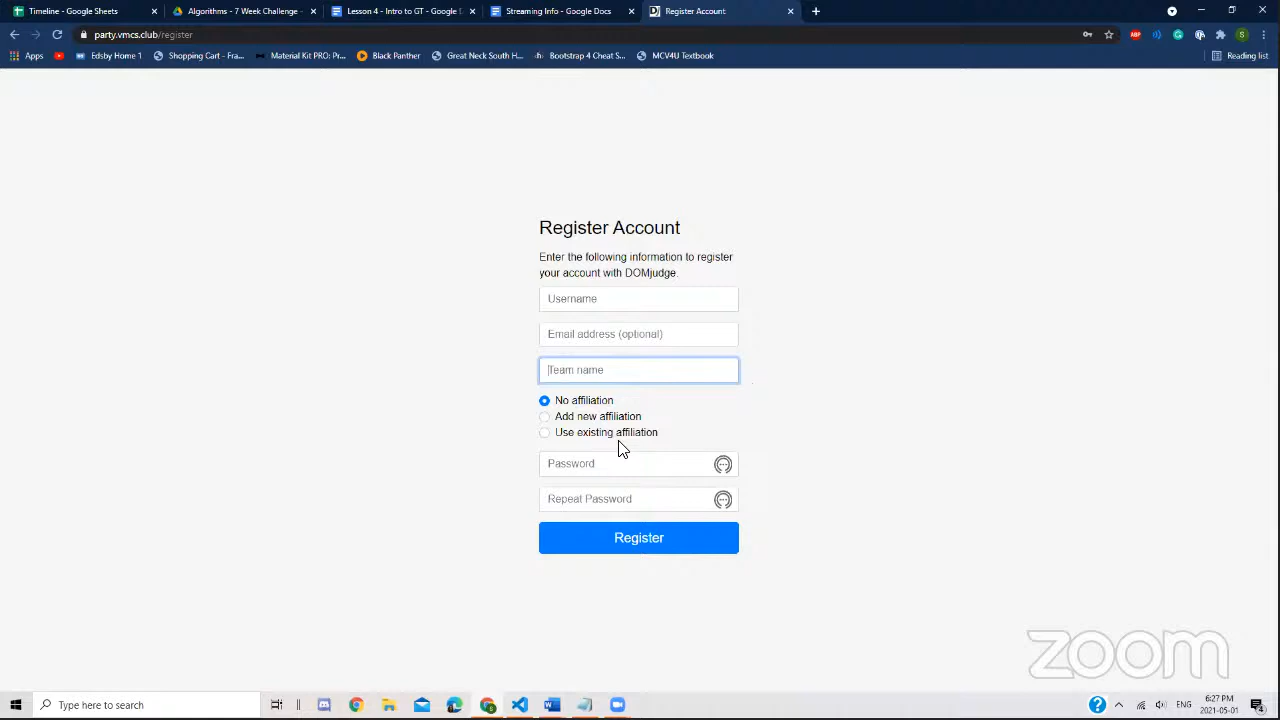 Timeline - Google Sheets
Algorithms - 7 Week Challenge -
Lesson 4 - Intro to GT - Google
Streaming Info - Google Docs
Register Account
party.vmcs.club/register
Apps
Edsby Home 1
Shopping Cart - Fra...
Material Kit PRO: Pr...
Black Panther
Great Neck South H...
Bootstrap 4 Cheat S...
MCV4U Textbook
Reading list
Register Account
Enter the following information to register
your account with DOMjudge.
Username
Email address (optional)
Team name
No affiliation
Add new affiliation
Use existing affiliation
Password
Repeat Password
Register
zoom
Type here to search
ENG
6:27 PM
2021-05-01